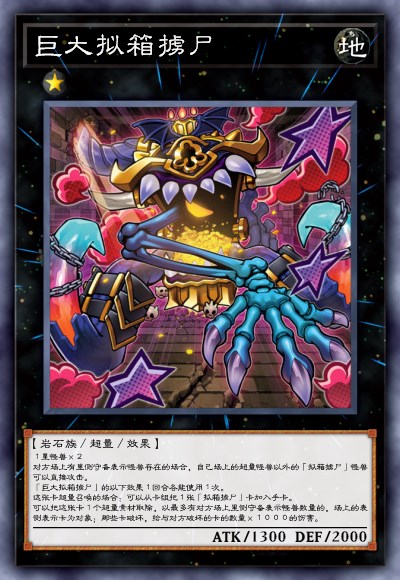 巨大拟箱掳尸
地
【岩石族／超量／效果】
1星怪兽×2
对方场上有里侧守备表示怪兽存在的场合，自己场上的超量怪兽以外的「拟箱掳尸」怪兽
可以直接攻击。
「巨大拟箱掳尸」的以下效果1回合各能使用1次。
这张卡超量召唤的场合，可以从卡组把1张「拟箱掳尸」卡加入手卡。
可以把这张卡1个超量素材取除，以最多有对方场上里侧守备表示怪兽数量的，场上的表
侧表示卡为对象；那些卡破坏，给与对方破坏的卡的数量×1000的伤害。
ATK/1300 DEF/2000